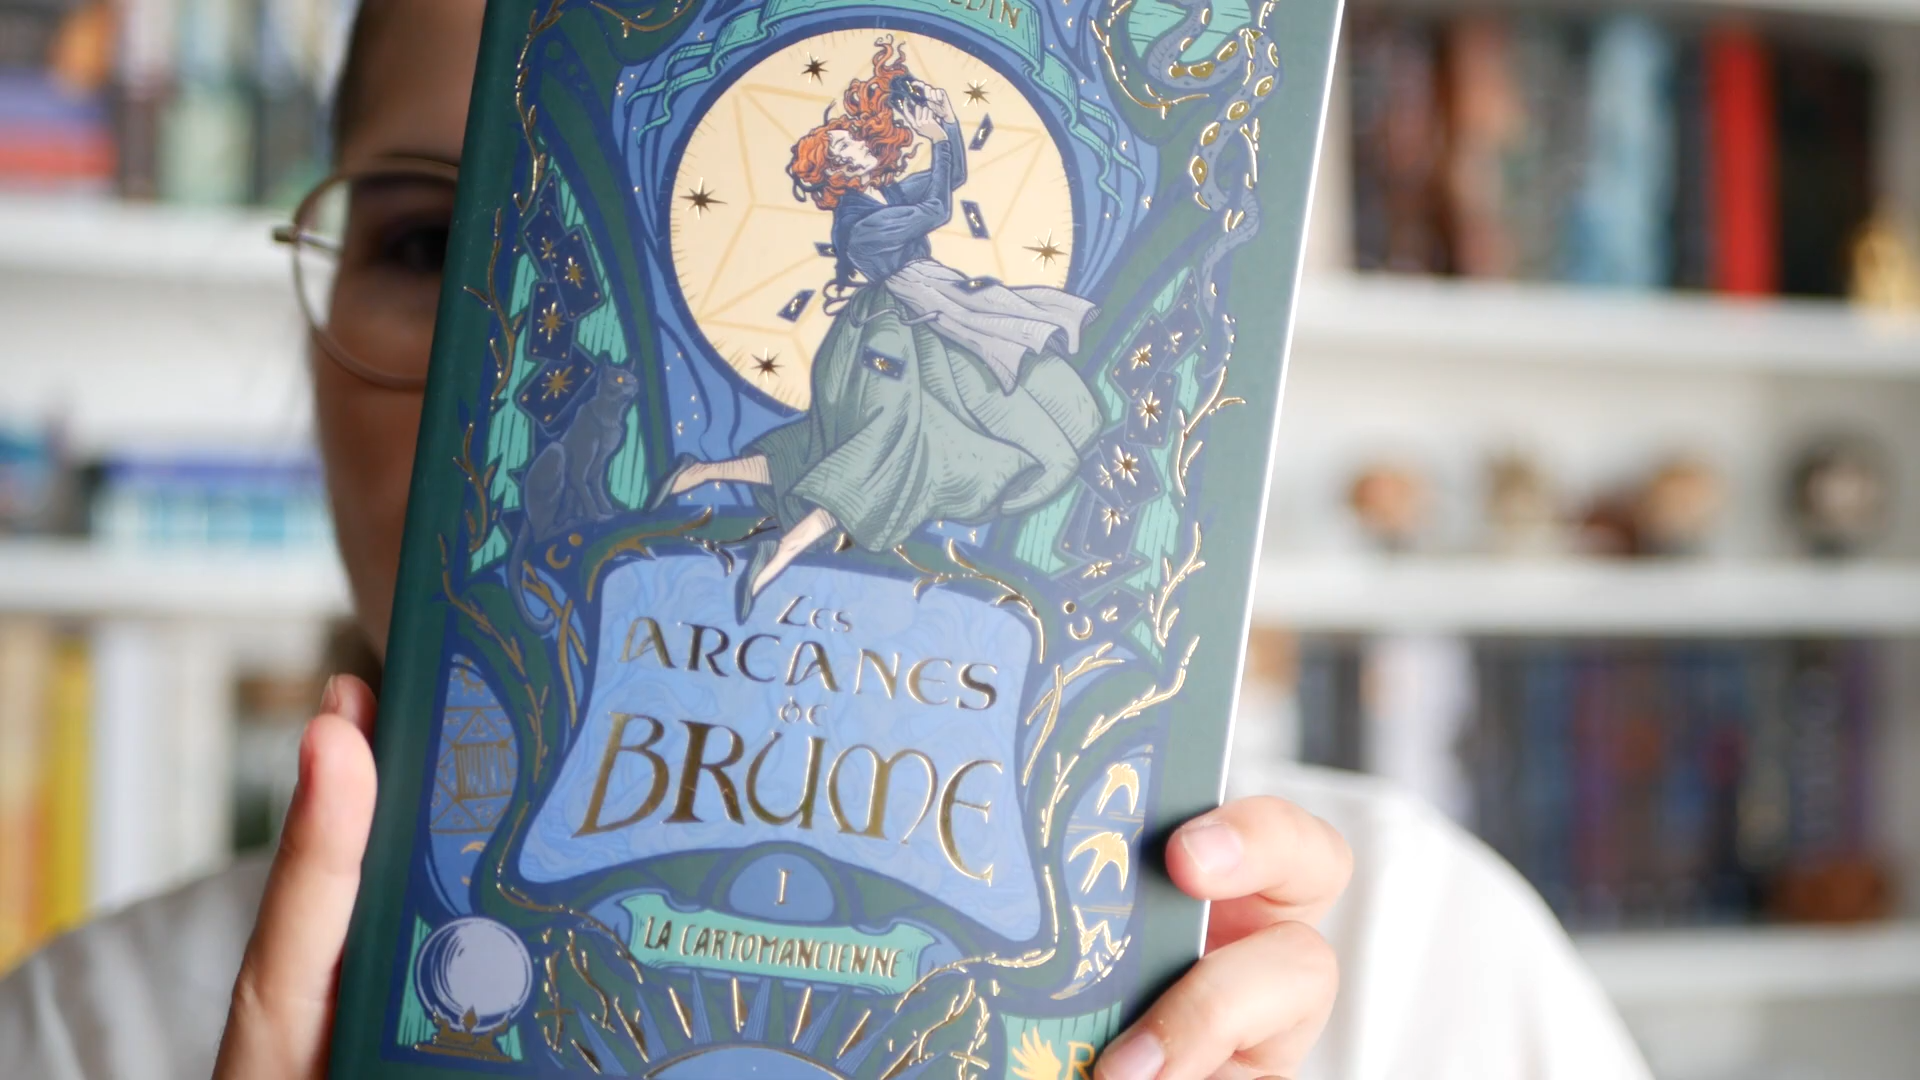 LES
ARCANES
DE
BRUME
I
LA CARTOMANCIENNE